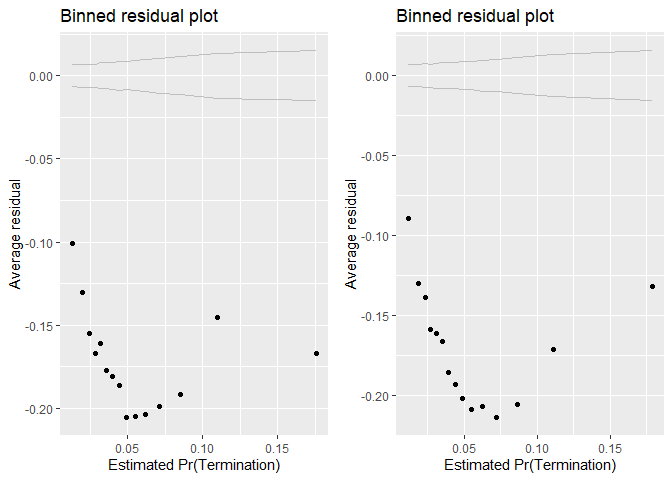 Binned residual plot
0.00
-0.05
-0.10
-0.15
-0.20
Average residual
0.05
0.10
0.15
Estimated Pr(Termination)
Binned residual plot
0.00
-0.05
-0.10
-0.15
-0.20
Average residual
0.05
0.10
0.15
Estimated Pr(Termination)